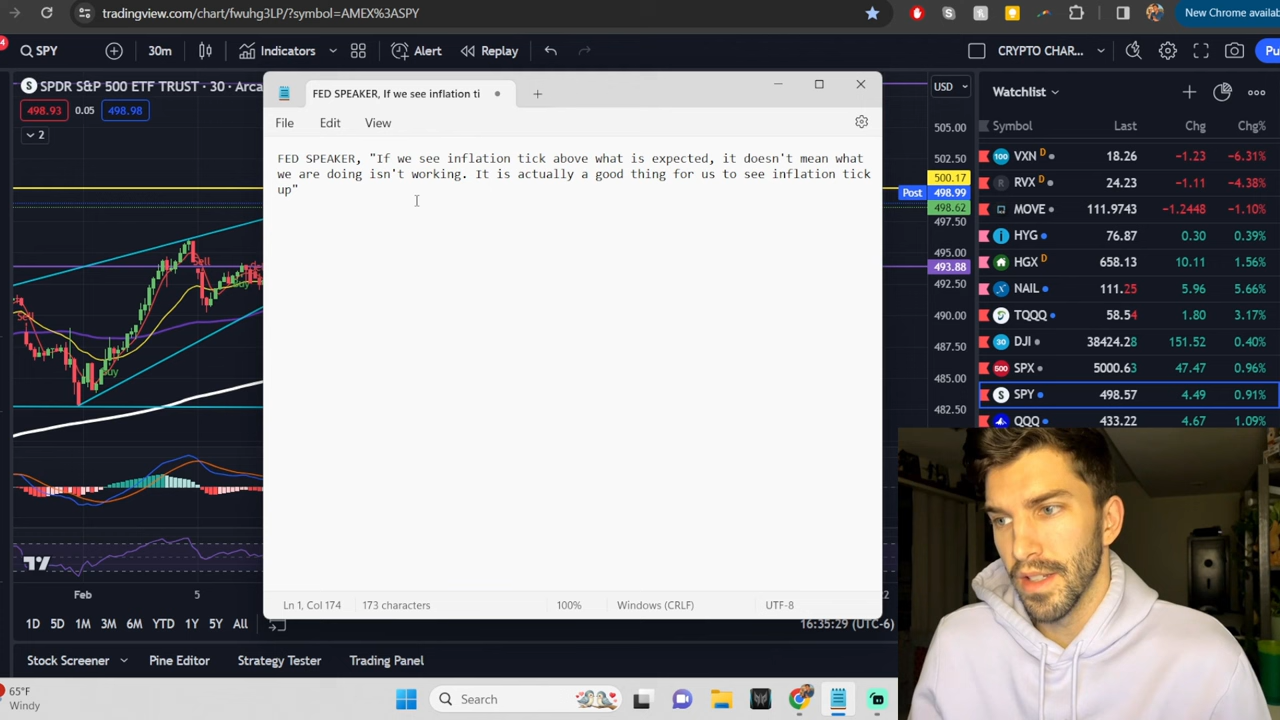 tradingview.com/chart/fwuhg3LP/?symbol=AMEX%3ASPY
New Chrome availab
SPY
30m
Indicators
Alert
Replay
CRYPTO CHAR...
Pu
SPDR S&P 500 ETF TRUST · 30 · Arca
498.93 0.05 498.98
2
FED SPEAKER, If we see inflation ti
File Edit View
FED SPEAKER, "If we see inflation tick above what is expected, it doesn't mean what
we are doing isn't working. It is actually a good thing for us to see inflation tick
up"
Ln 1, Col 174 173 characters 100% Windows (CRLF) UTF-8
USD
505.00
502.50
500.17
Post 498.99
498.62
497.50
495.00
493.88
492.50
490.00
487.50
485.00
482.50
Watchlist
Symbol Last Chg Chg%
VXN D 18.26 -1.23 -6.31%
RVX D 24.23 -1.11 -4.38%
MOVE 111.9743 -1.2448 -1.10%
HYG 76.87 0.30 0.39%
HGX D 658.13 10.11 1.56%
NAIL 111.25 5.96 5.66%
TQQQ 58.54 1.80 3.17%
DJI 38424.28 151.52 0.40%
SPX 5000.63 47.47 0.96%
SPY 498.57 4.49 0.91%
QQQ 433.22 4.67 1.09%
Sell
Sell
Buy
Buy
Feb 5
1D 5D 1M 3M 6M YTD 1Y 5Y All
16:35:29 (UTC-6)
Stock Screener Pine Editor Strategy Tester Trading Panel
65°F
Windy
Search